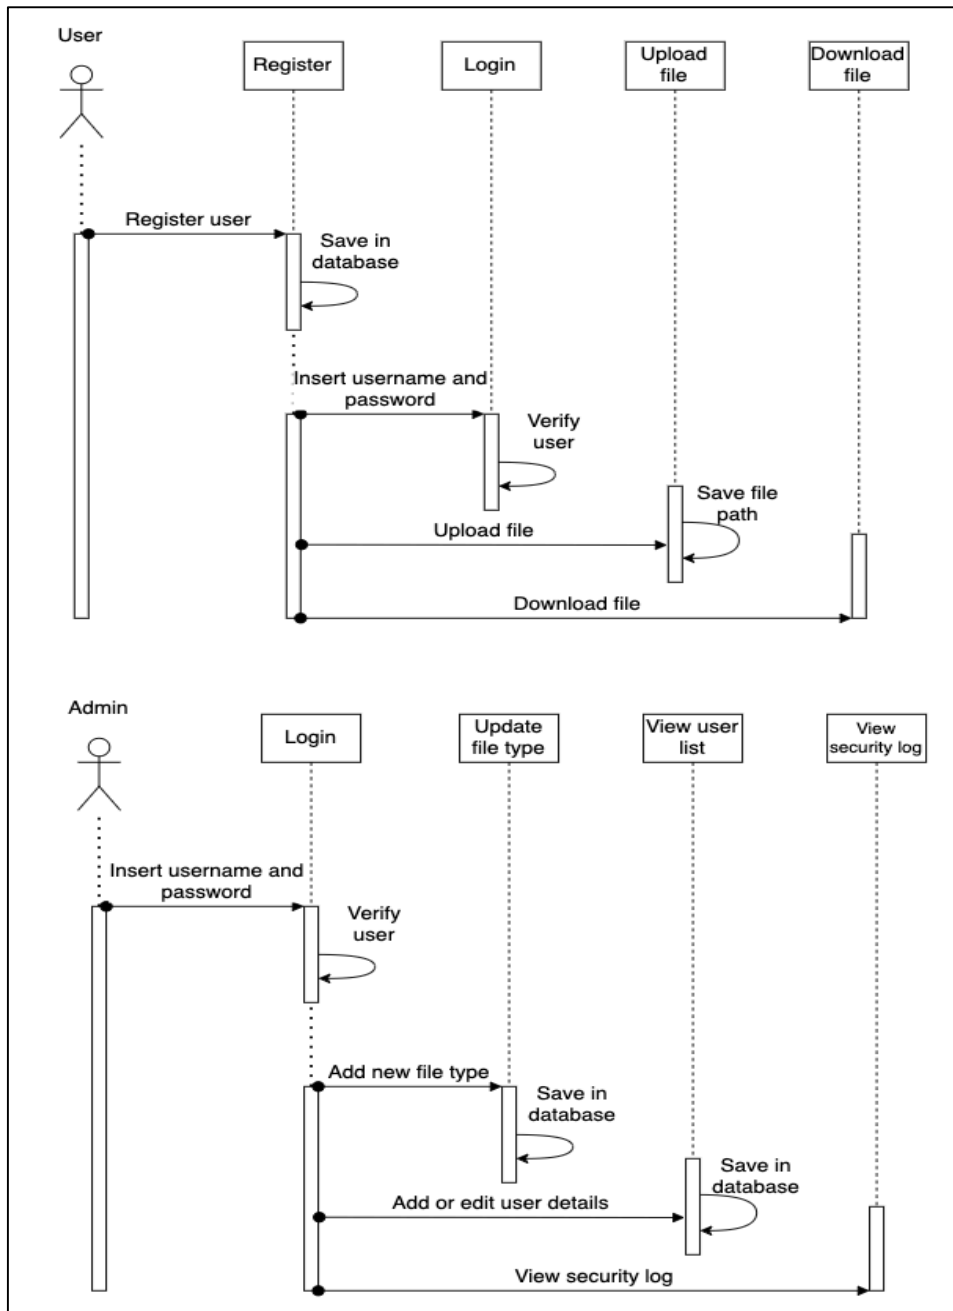 User
Register
Login
Upload
file
Download
file
Register user
Save in
database
Insert username and
password
Verify
user
Save file
path
Upload file
Download file
Admin
Login
Update
file type
View user
list
View
security log
Insert username and
password
Verify
user
Add new file type
Save in
database
Save in
database
Add or edit user details
View security log